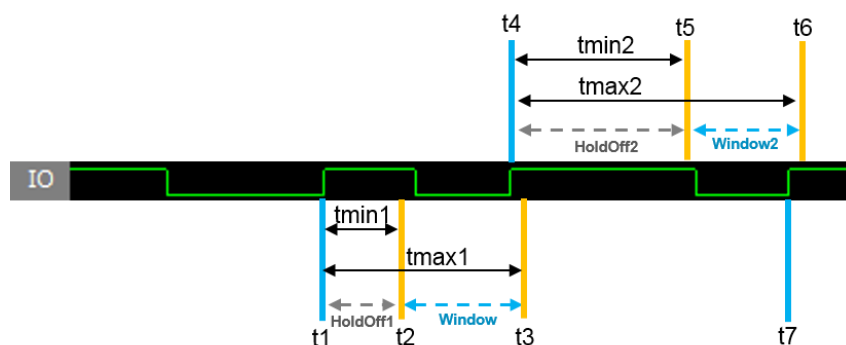 t4
t5
t6
tmin2
tmax2
HoldOff2
Window2
IO
tmin1
tmax1
HoldOff1
Window
t1
t2
t3
t7